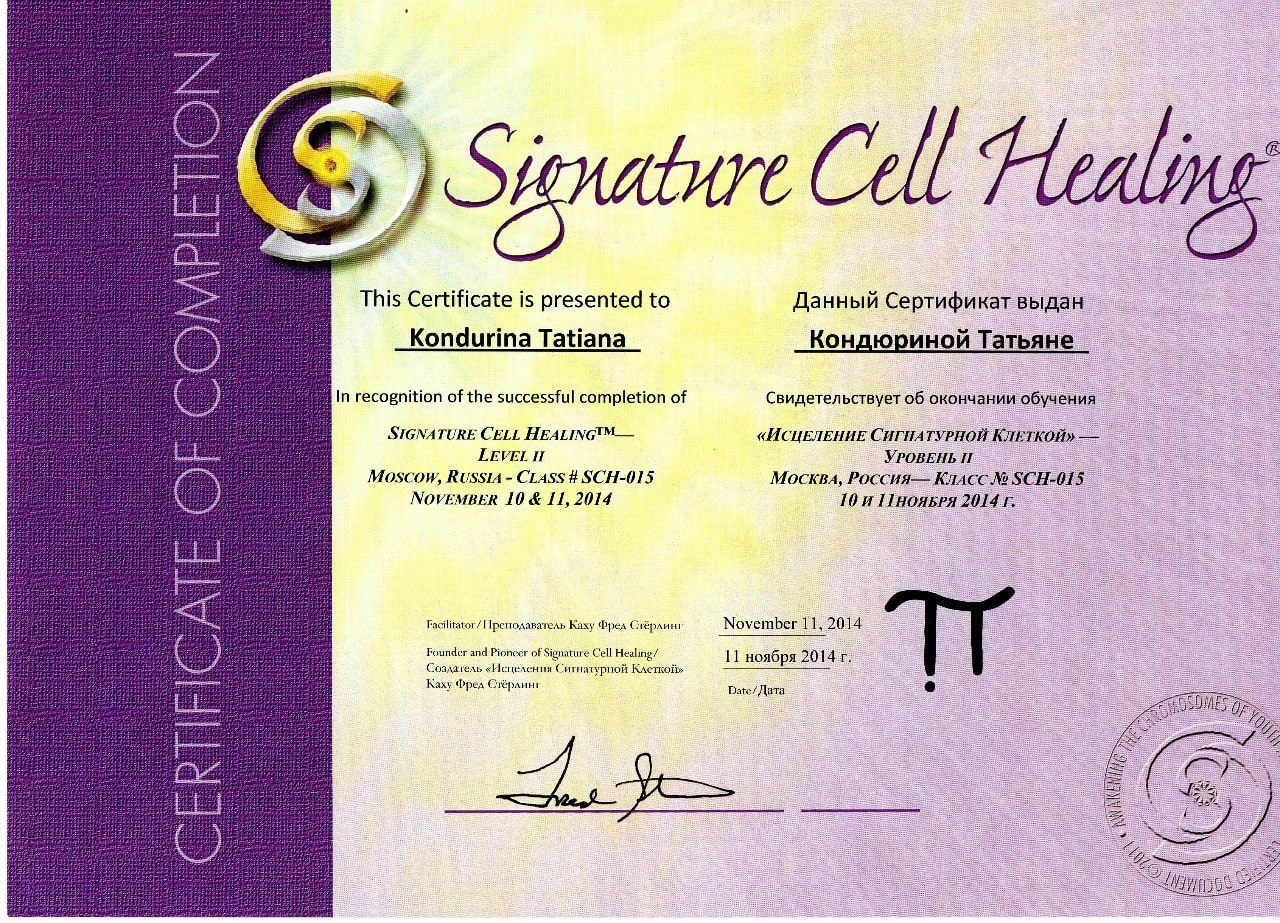 CERTIFICATE OF COMPLETION
Signature Cell Healing®
This Certificate is presented to
Kondurina Tatiana
In recognition of the successful completion of
SIGNATURE CELL HEALING™—
LEVEL II
MOSCOW, RUSSIA - CLASS # SCH-015
NOVEMBER 10 & 11, 2014
Данный Сертификат выдан
Кондюриной Татьяне
Свидетельствует об окончании обучения
«ИСЦЕЛЕНИЕ СИГНАТУРНОЙ КЛЕТКОЙ» —
УРОВЕНЬ II
МОСКВА, РОССИЯ— КЛАСС № SCH-015
10 И 11НОЯБРЯ 2014 Г.
Facilitator/Преподаватель Каху Фред Стёрлинг
Founder and Pioneer of Signature Cell Healing/
Создатель «Исцеления Сигнатурной Клеткой»
Каху Фред Стёрлинг
November 11, 2014
11 ноября 2014 г.
Date/Дата
AWAKENING THE CHROMOSOMES OF YOUTH
CERTIFIED DOCUMENT ©2011